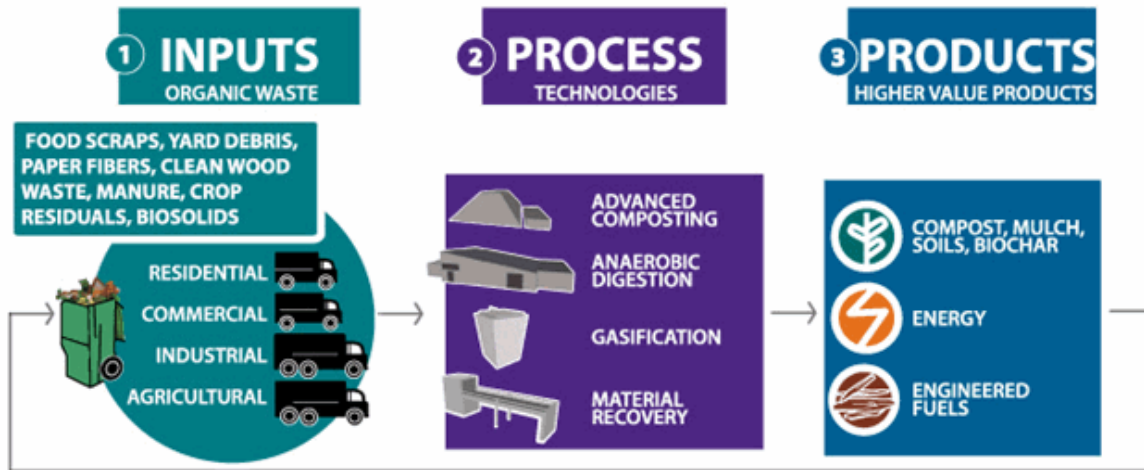 1 INPUTS
ORGANIC WASTE
2 PROCESS
TECHNOLOGIES
3 PRODUCTS
HIGHER VALUE PRODUCTS
FOOD SCRAPS, YARD DEBRIS,
PAPER FIBERS, CLEAN WOOD
WASTE, MANURE, CROP
RESIDUALS, BIOSOLIDS
RESIDENTIAL
COMMERCIAL
INDUSTRIAL
AGRICULTURAL
ADVANCED
COMPOSTING
ANAEROBIC
DIGESTION
GASIFICATION
MATERIAL
RECOVERY
COMPOST, MULCH,
SOILS, BIOCHAR
ENERGY
ENGINEERED
FUELS